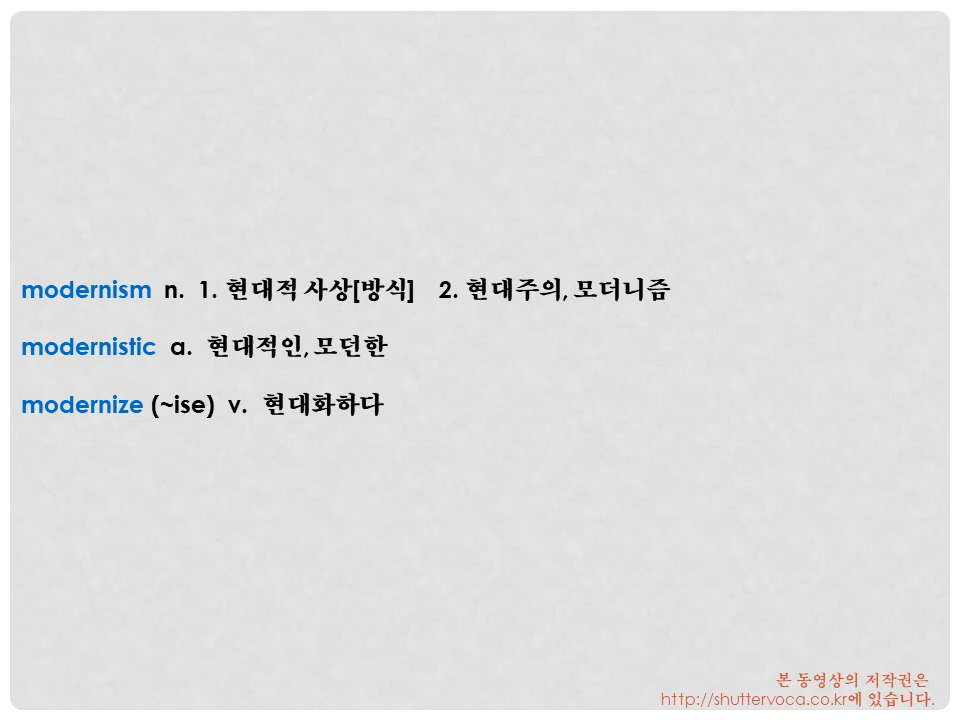 modernism n. 1. 현대적 사상[방식] 2. 현대주의, 모더니즘
modernistic a. 현대적인, 모던한
modernize (~ise) v. 현대화하다
본 동영상의 저작권은
http://shuttervoca.co.kr에 있습니다.